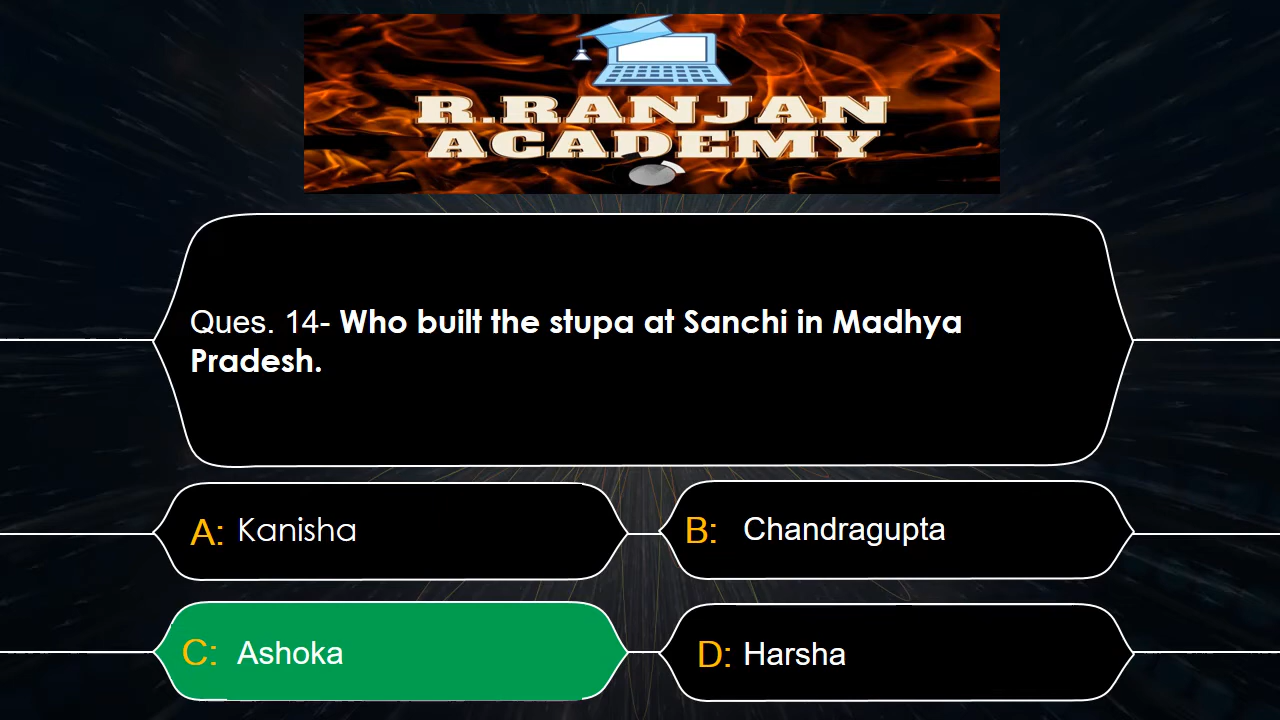 R.RANJAN
ACADEMY
Ques. 14- Who built the stupa at Sanchi in Madhya
Pradesh.
A: Kanisha
B: Chandragupta
C: Ashoka
D: Harsha